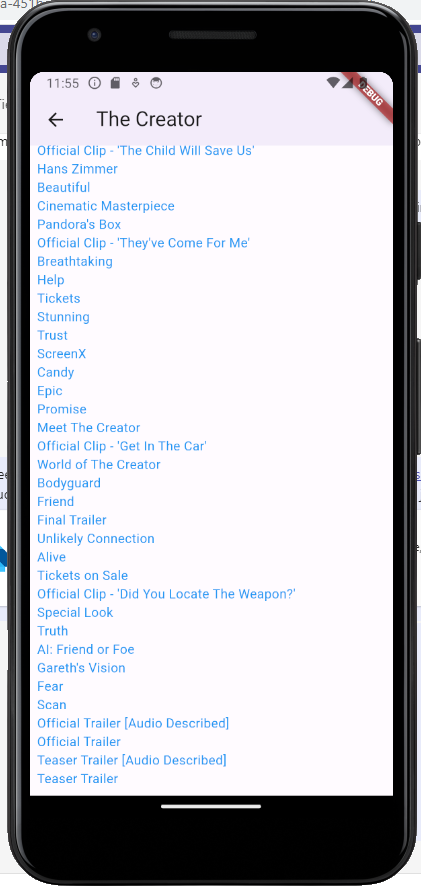 11:55
DEBUG
The Creator
Official Clip - 'The Child Will Save Us'
Hans Zimmer
Beautiful
Cinematic Masterpiece
Pandora's Box
Official Clip - 'They've Come For Me'
Breathtaking
Help
Tickets
Stunning
Trust
ScreenX
Candy
Epic
Promise
Meet The Creator
Official Clip - 'Get In The Car'
World of The Creator
Bodyguard
Friend
Final Trailer
Unlikely Connection
Alive
Tickets on Sale
Official Clip - 'Did You Locate The Weapon?'
Special Look
Truth
AI: Friend or Foe
Gareth's Vision
Fear
Scan
Official Trailer [Audio Described]
Official Trailer
Teaser Trailer [Audio Described]
Teaser Trailer